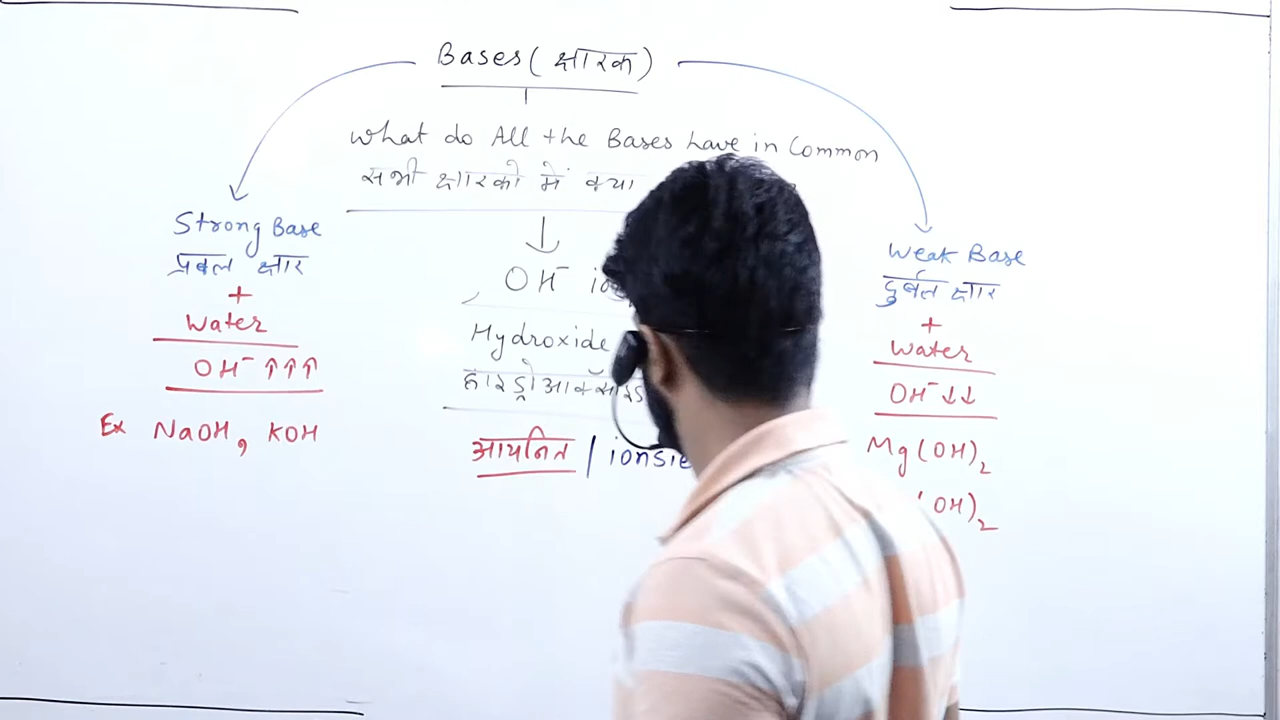 Bases ( क्षारक )
What do All the Bases have in Common
सभी क्षारको में क्या
Strong Base
प्रबल क्षार
+
Water
OH⁻ ↑↑↑
Ex NaOH, KOH
OH⁻
Hydroxide
आयनित /
Weak Base
दुर्बल क्षार
+
Water
OH⁻ ↓↓
Mg(OH)₂
(OH)₂